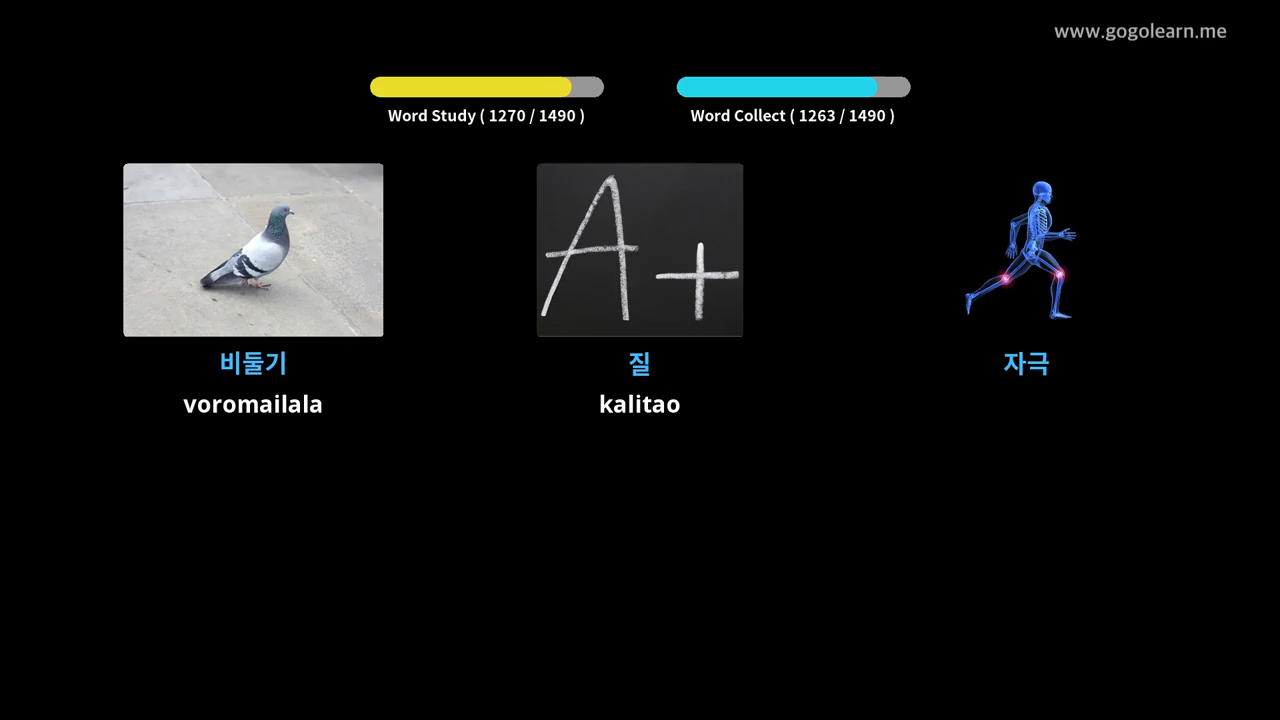 www.gogolearn.me
Word Study ( 1270 / 1490 )
Word Collect ( 1263 / 1490 )
A+
비둘기
질
자극
voromailala
kalitao